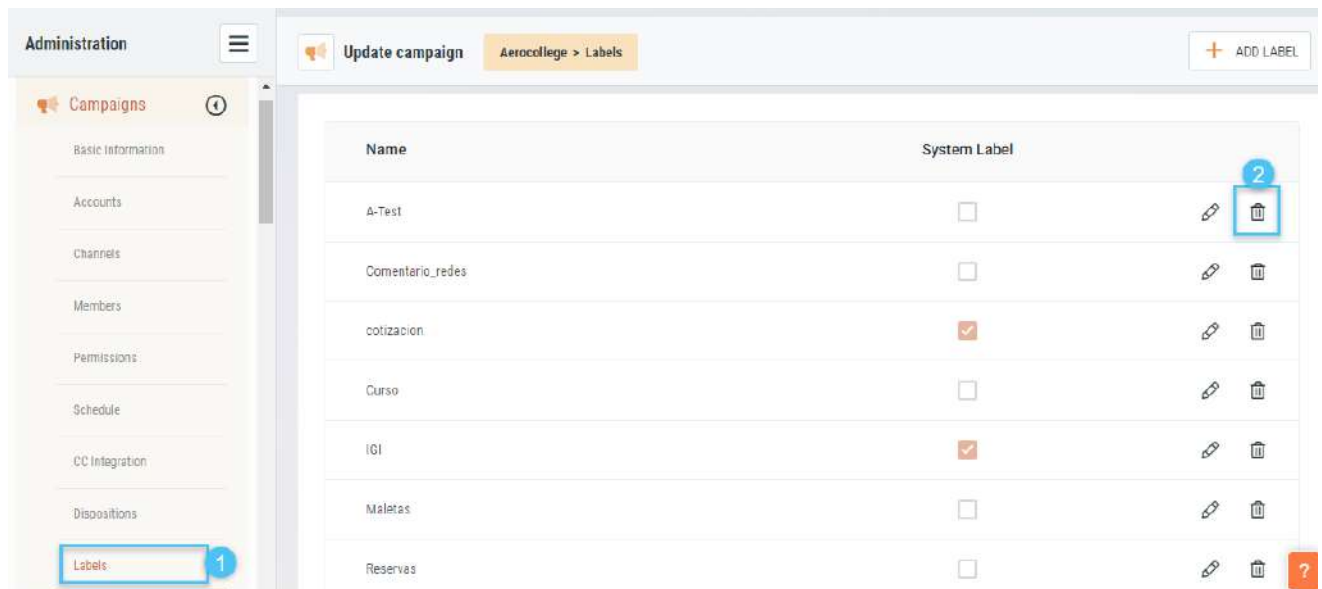 Administration
Update campaign
Aerocollege > Labels
+ ADD LABEL
Campaigns
Basic Information
Accounts
Channels
Members
Permissions
Schedule
CC Integration
Dispositions
Labels
1
Name System Label
2
A-Test
Comentario_redes
cotizacion
Curso
IGI
Maletas
Reservas
?